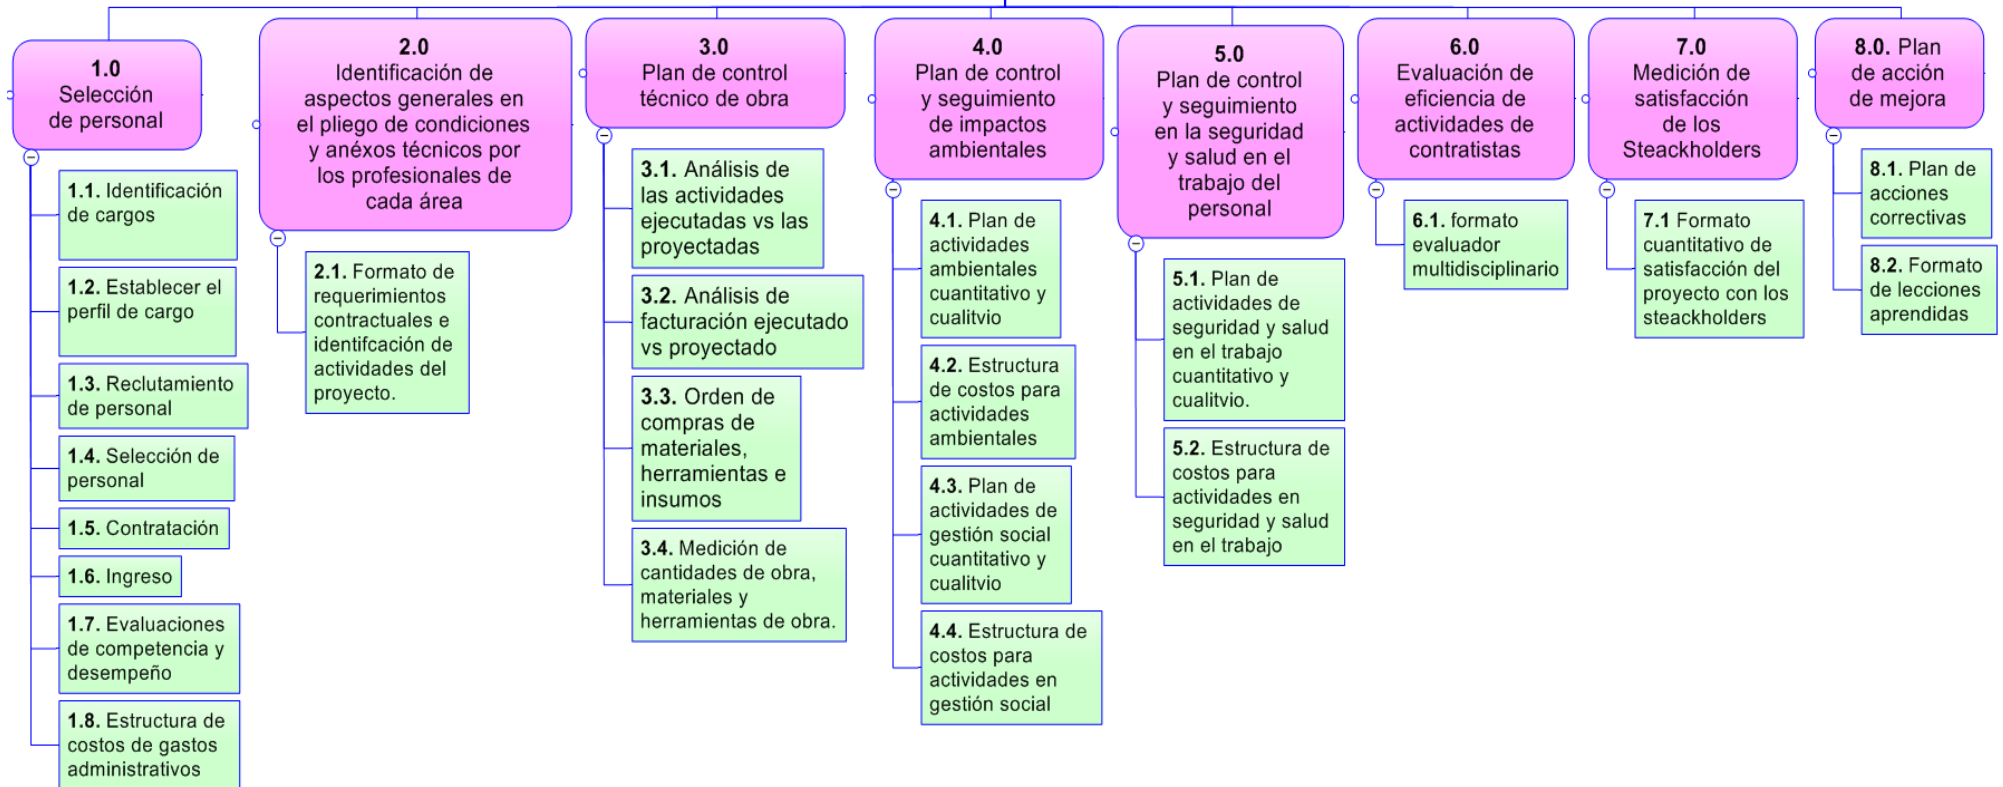 1.0
Selección
de personal
1.1. Identificación
de cargos
1.2. Establecer el
perfil de cargo
1.3. Reclutamiento
de personal
1.4. Selección de
personal
1.5. Contratación
1.6. Ingreso
1.7. Evaluaciones
de competencia y
desempeño
1.8. Estructura de
costos de gastos
administrativos
2.0
Identificación de
aspectos generales en
el pliego de condiciones
y anéxos técnicos por
los profesionales de
cada área
2.1. Formato de
requerimientos
contractuales e
identifcación de
actividades del
proyecto.
3.0
Plan de control
técnico de obra
3.1. Análisis de
las actividades
ejecutadas vs las
proyectadas
3.2. Análisis de
facturación ejecutado
vs proyectado
3.3. Orden de
compras de
materiales,
herramientas e
insumos
3.4. Medición de
cantidades de obra,
materiales y
herramientas de obra.
4.0
Plan de control
y seguimiento
de impactos
ambientales
4.1. Plan de
actividades
ambientales
cuantitativo y
cualitvio
4.2. Estructura
de costos para
actividades
ambientales
4.3. Plan de
actividades de
gestión social
cuantitativo y
cualitvio
4.4. Estructura de
costos para
actividades en
gestión social
5.0
Plan de control
y seguimiento
en la seguridad
y salud en el
trabajo del
personal
5.1. Plan de
actividades de
seguridad y salud
en el trabajo
cuantitativo y
cualitvio.
5.2. Estructura de
costos para
actividades en
seguridad y salud
en el trabajo
6.0
Evaluación de
eficiencia de
actividades de
contratistas
6.1. formato
evaluador
multidisciplinario
7.0
Medición de
satisfacción
de los
Steackholders
7.1 Formato
cuantitativo de
satisfacción del
proyecto con los
steackholders
8.0. Plan
de acción
de mejora
8.1. Plan de
acciones
correctivas
8.2. Formato
de lecciones
aprendidas